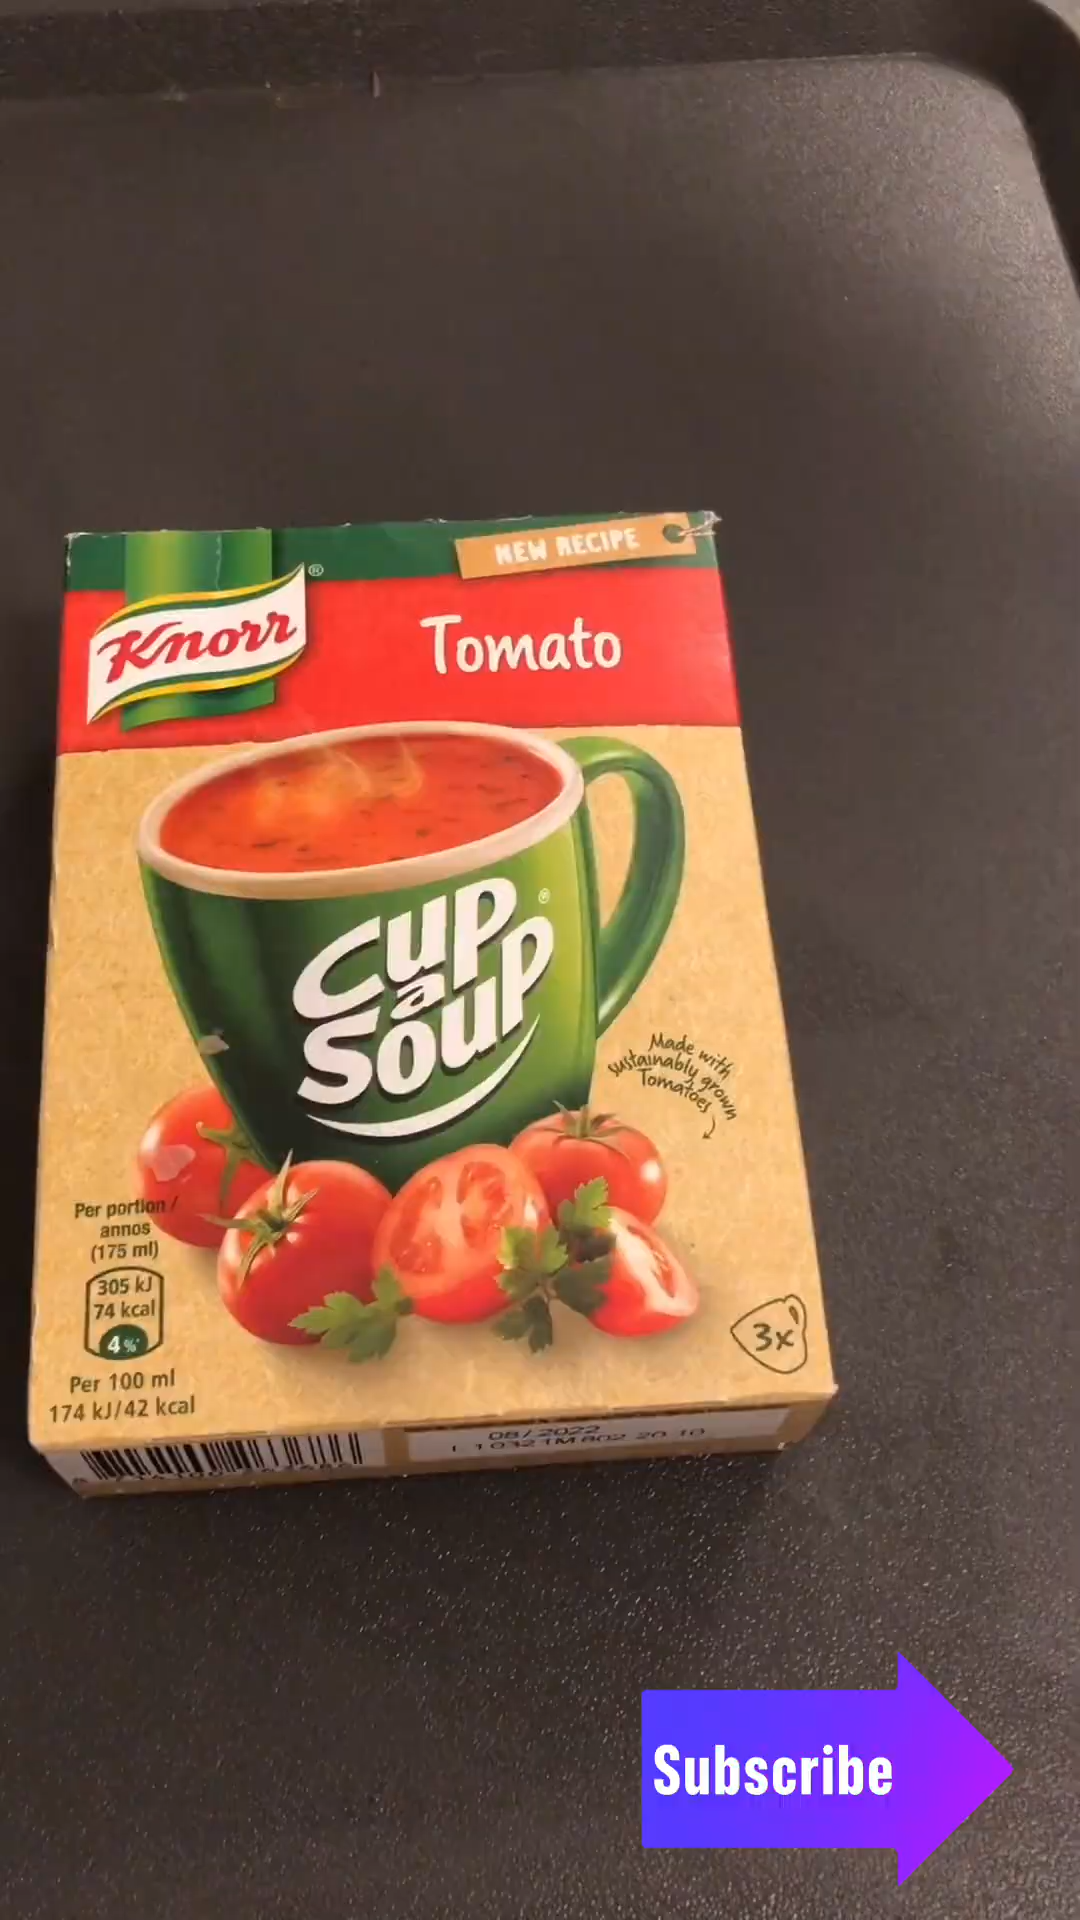 NEW RECIPE
Knorr®
Tomato
Cup®
a
Soup
Made with
sustainably grown
Tomatoes
Per portion /
annos
(175 ml)
305 kJ
74 kcal
4%*
Per 100 ml
174 kJ/42 kcal
3x
08/2022
Subscribe